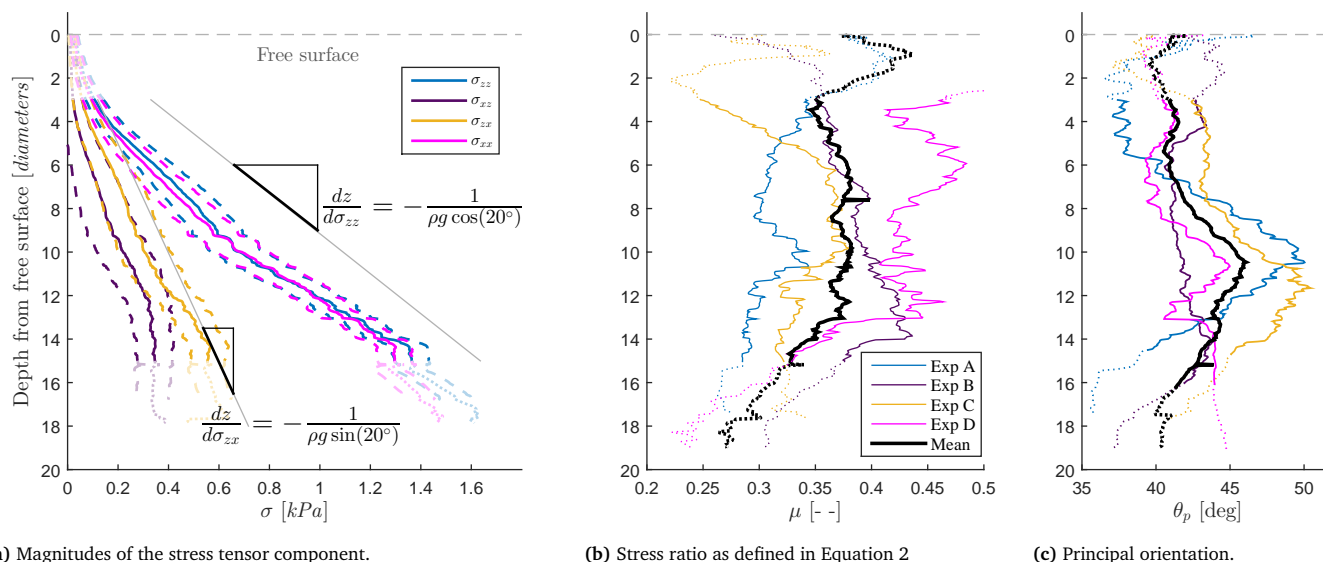 0
2
4
6
8
10
12
14
16
18
20
Depth from free surface [diameters]
Free surface
σzz
σxz
σzx
σxx
dz/dσzz = − 1/ρg cos(20°)
dz/dσzx = − 1/ρg sin(20°)
0 0.2 0.4 0.6 0.8 1.0 1.2 1.4 1.6
σ [kPa]
) Magnitudes of the stress tensor component.
0
2
4
6
8
10
12
14
16
18
20
Exp A
Exp B
Exp C
Exp D
Mean
0.2 0.25 0.3 0.35 0.4 0.45 0.5
μ [- -]
(b) Stress ratio as defined in Equation 2
0
2
4
6
8
10
12
14
16
18
20
35 40 45 50
θp [deg]
(c) Principal orientation.